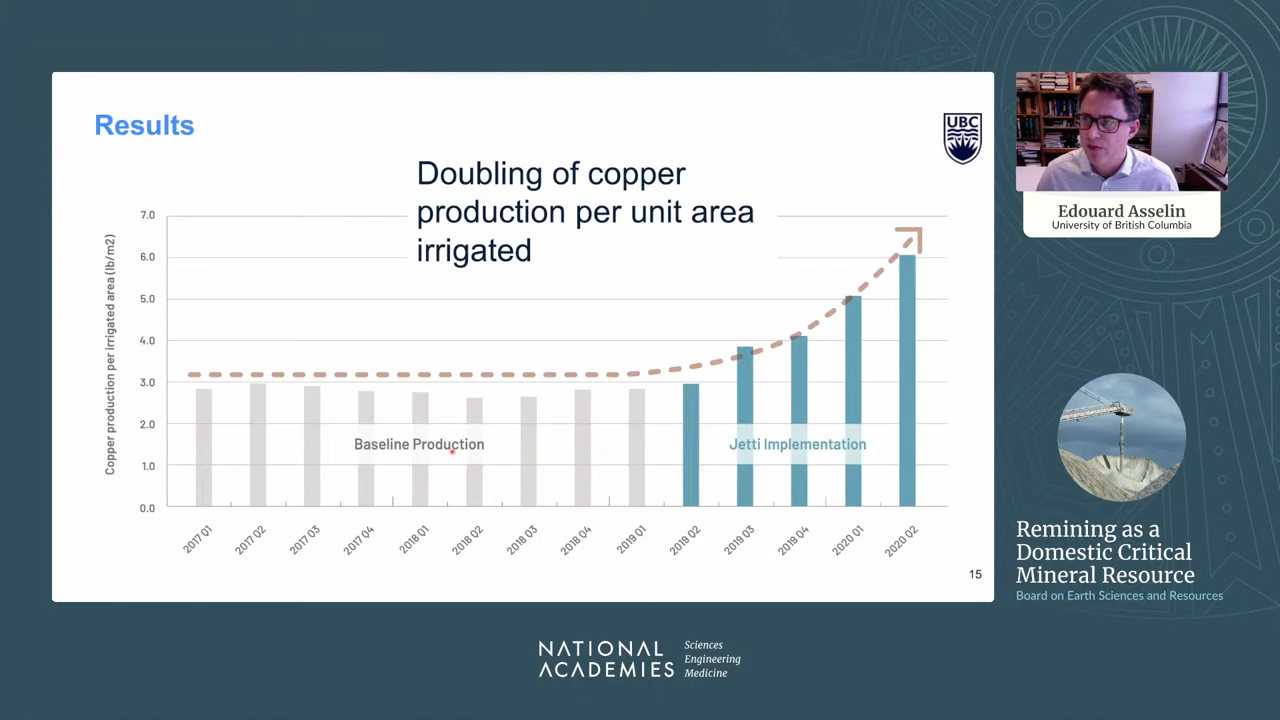 Results
UBC
Doubling of copper
production per unit area
irrigated
Copper production per irrigated area (lb/m2)
7.0
6.0
5.0
4.0
3.0
2.0
1.0
0.0
Baseline Production
Jetti Implementation
2017 Q1
2017 Q2
2017 Q3
2017 Q4
2018 Q1
2018 Q2
2018 Q3
2018 Q4
2019 Q1
2019 Q2
2019 Q3
2019 Q4
2020 Q1
2020 Q2
15
Edouard Asselin
University of British Columbia
Remining as a
Domestic Critical
Mineral Resource
Board on Earth Sciences and Resources
NATIONAL
ACADEMIES
Sciences
Engineering
Medicine